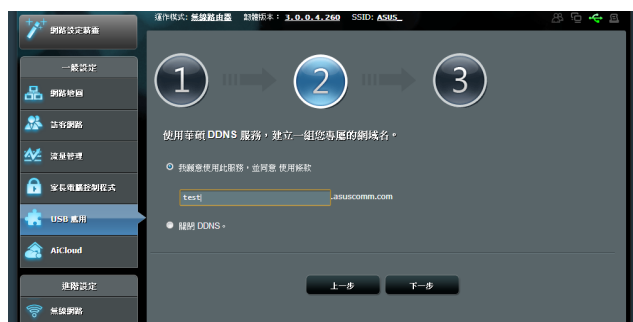 網路設定精靈
運作模式: 無線路由器 韌體版本: 3.0.0.4.260 SSID: ASUS_
一般設定
網路地圖
訪客網路
流量管理
家長電腦控制程式
USB 應用
AiCloud
進階設定
無線網路
1 2 3
使用華碩 DDNS 服務，建立一組您專屬的網域名。
我願意使用此服務，並同意 使用條款
test .asuscomm.com
關閉 DDNS。
上一步 下一步